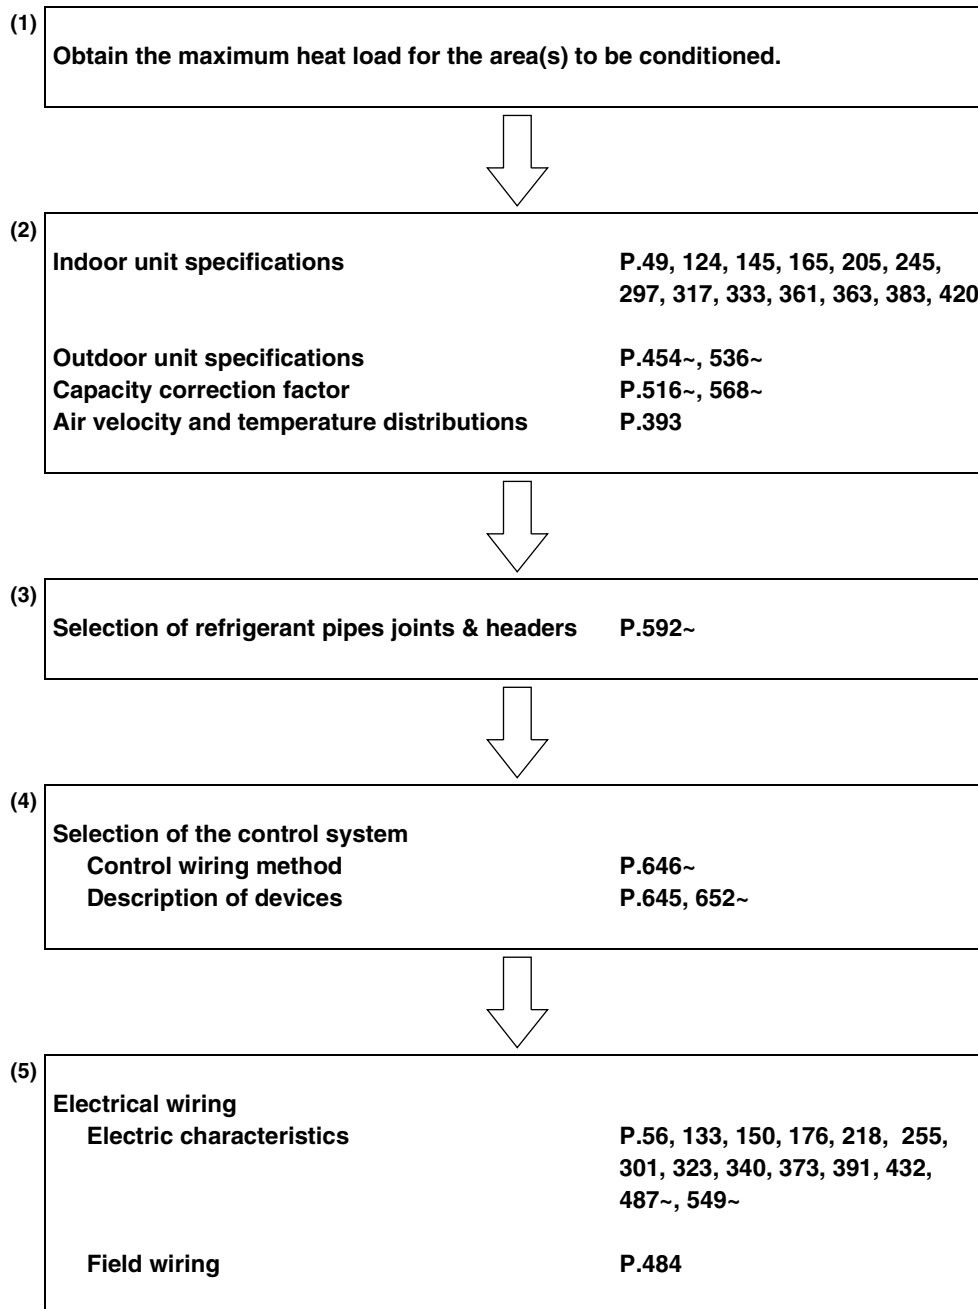 (1)
Obtain the maximum heat load for the area(s) to be conditioned.
(2)
Indoor unit specifications P.49, 124, 145, 165, 205, 245,
297, 317, 333, 361, 363, 383, 420
Outdoor unit specifications P.454~, 536~
Capacity correction factor P.516~, 568~
Air velocity and temperature distributions P.393
(3)
Selection of refrigerant pipes joints & headers P.592~
(4)
Selection of the control system
Control wiring method P.646~
Description of devices P.645, 652~
(5)
Electrical wiring
Electric characteristics P.56, 133, 150, 176, 218, 255,
301, 323, 340, 373, 391, 432,
487~, 549~
Field wiring P.484